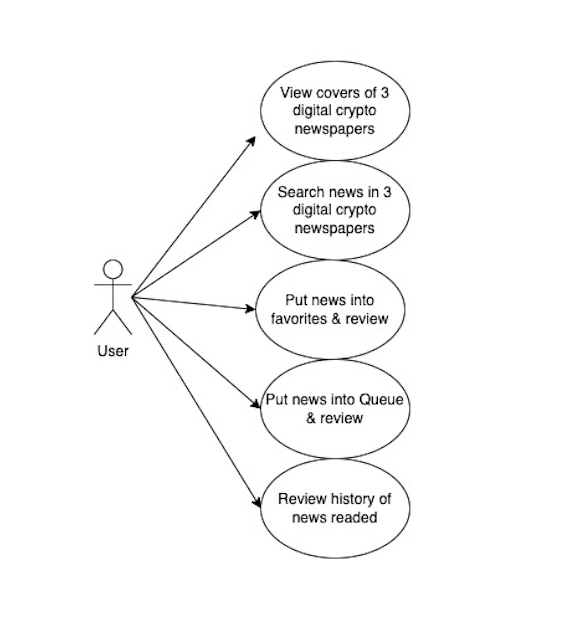 View covers of 3
digital crypto
newspapers
Search news in 3
digital crypto
newspapers
Put news into
favorites & review
User
Put news into Queue
& review
Review history of
news readed